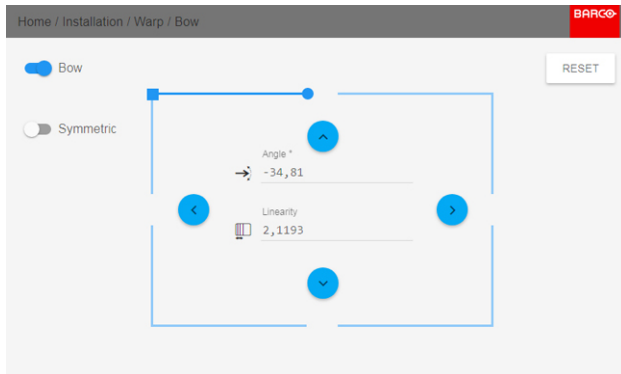 Home / Installation / Warp / Bow
BARCO
Bow
RESET
Symmetric
Angle *
-34,81
Linearity
2,1193